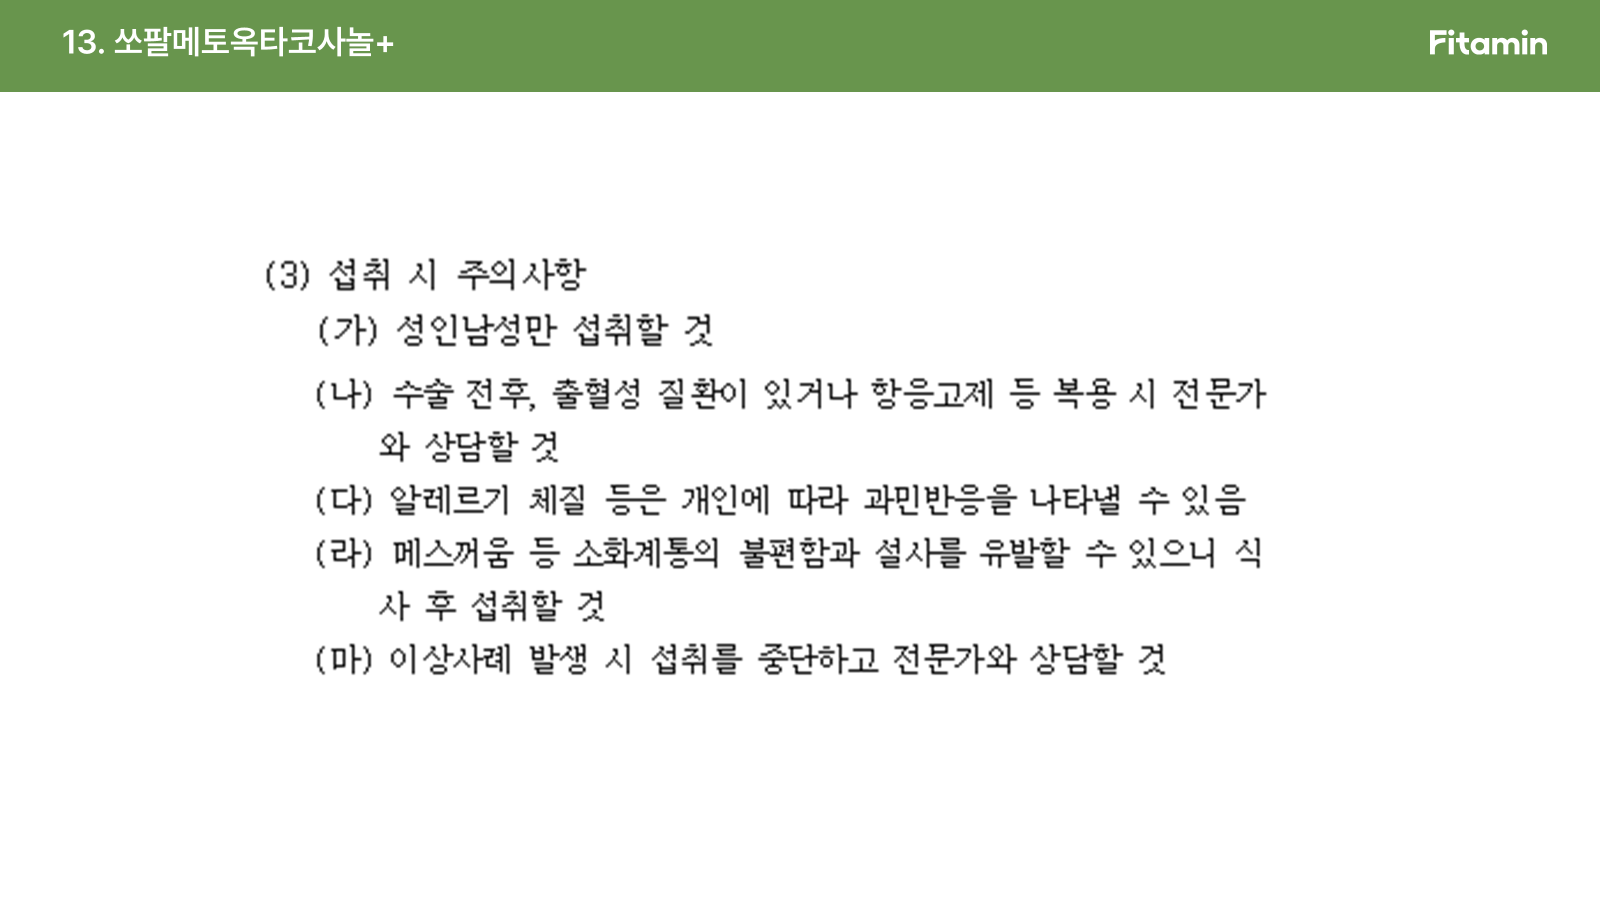 13. 쏘팔메토옥타코사놀+
Fitamin
(3) 섭취 시 주의사항
(가) 성인남성만 섭취할 것
(나) 수술 전후, 출혈성 질환이 있거나 항응고제 등 복용 시 전문가
와 상담할 것
(다) 알레르기 체질 등은 개인에 따라 과민반응을 나타낼 수 있음
(라) 메스꺼움 등 소화계통의 불편함과 설사를 유발할 수 있으니 식
사 후 섭취할 것
(마) 이상사례 발생 시 섭취를 중단하고 전문가와 상담할 것